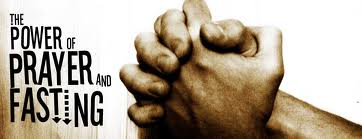 THE
POWER OF
PRAYER AND
FASTING